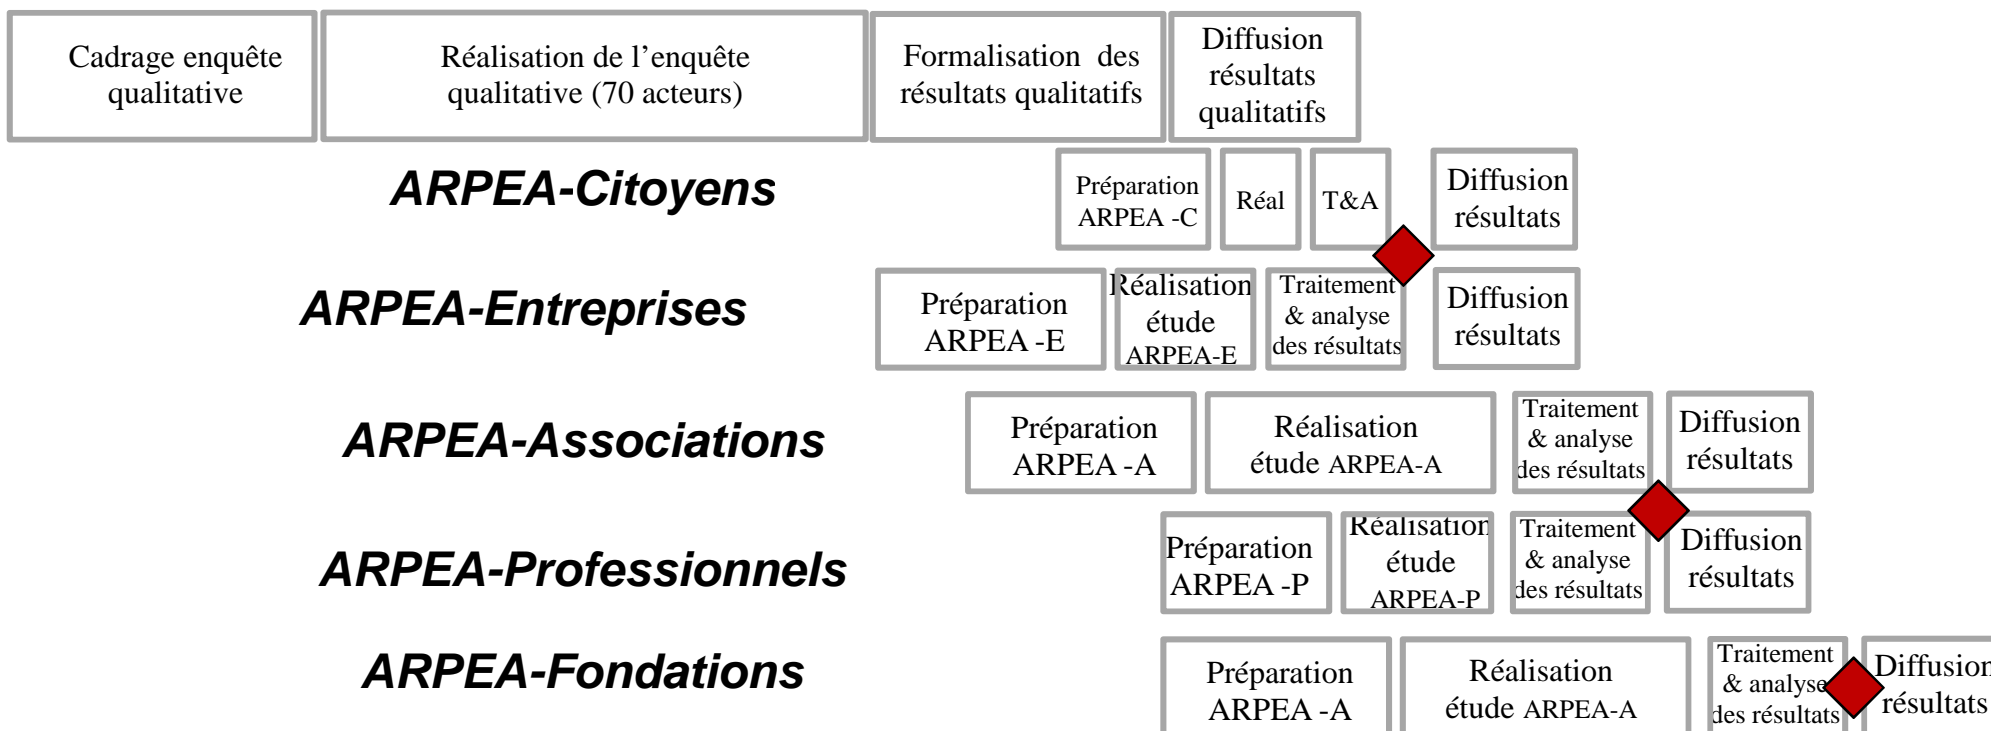 Cadrage enquête
qualitative
Réalisation de l’enquête
qualitative (70 acteurs)
Formalisation des
résultats qualitatifs
Diffusion
résultats
qualitatifs
ARPEA-Citoyens
Préparation
ARPEA -C
Réal
T&A
Diffusion
résultats
ARPEA-Entreprises
Préparation
ARPEA -E
Réalisation
étude
ARPEA-E
Traitement
& analyse
des résultats
Diffusion
résultats
ARPEA-Associations
Préparation
ARPEA -A
Réalisation
étude ARPEA-A
Traitement
& analyse
des résultats
Diffusion
résultats
ARPEA-Professionnels
Préparation
ARPEA -P
Réalisation
étude
ARPEA-P
Traitement
& analyse
des résultats
Diffusion
résultats
ARPEA-Fondations
Préparation
ARPEA -A
Réalisation
étude ARPEA-A
Traitement
& analyse
des résultats
Diffusion
résultats